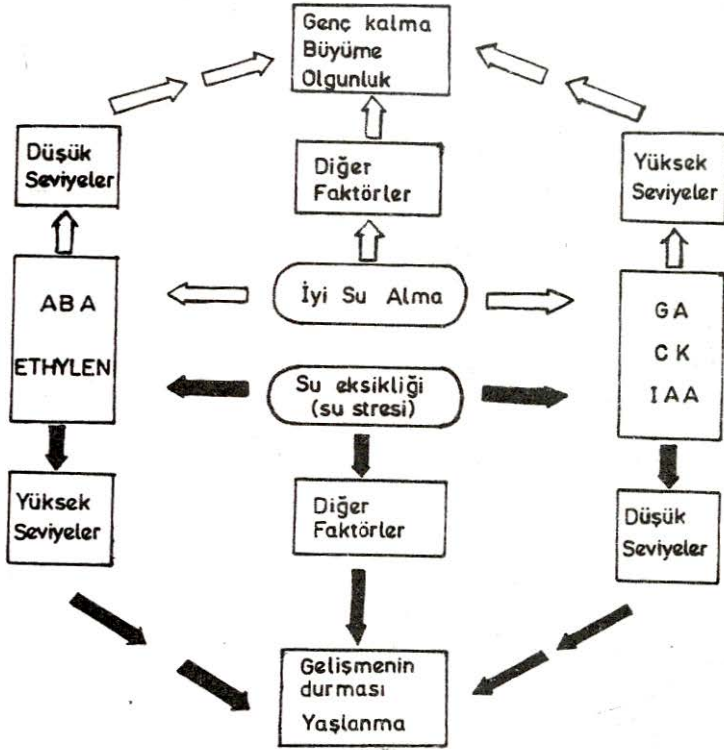 Genç kalma
Büyüme
Olgunluk
Düşük
Seviyeler
Diğer
Faktörler
Yüksek
Seviyeler
ABA
ETHYLEN
İyi Su Alma
GA
CK
IAA
Su eksikliği
(su stresi)
Yüksek
Seviyeler
Diğer
Faktörler
Düşük
Seviyeler
Gelişmenin
durması
Yaşlanma